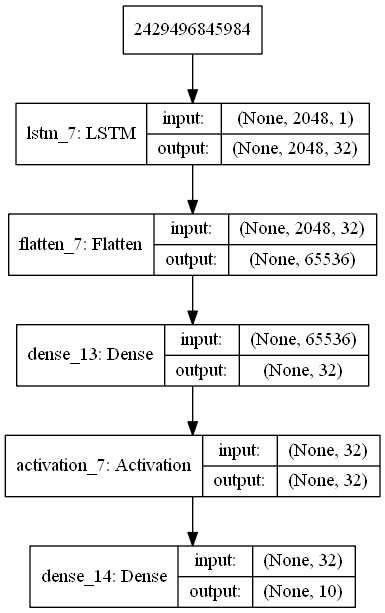 2429496845984
lstm_7: LSTM
input: (None, 2048, 1)
output: (None, 2048, 32)
flatten_7: Flatten
input: (None, 2048, 32)
output: (None, 65536)
dense_13: Dense
input: (None, 65536)
output: (None, 32)
activation_7: Activation
input: (None, 32)
output: (None, 32)
dense_14: Dense
input: (None, 32)
output: (None, 10)